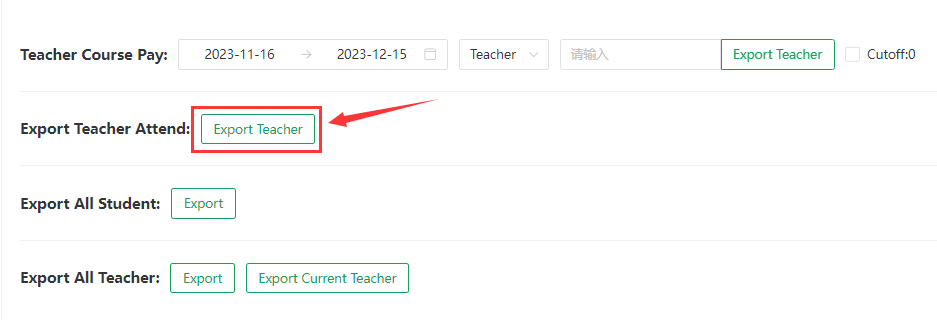 Teacher Course Pay: 2023-11-16 → 2023-12-15 Teacher 请输入 Export Teacher Cutoff:0
Export Teacher Attend: Export Teacher
Export All Student: Export
Export All Teacher: Export Export Current Teacher